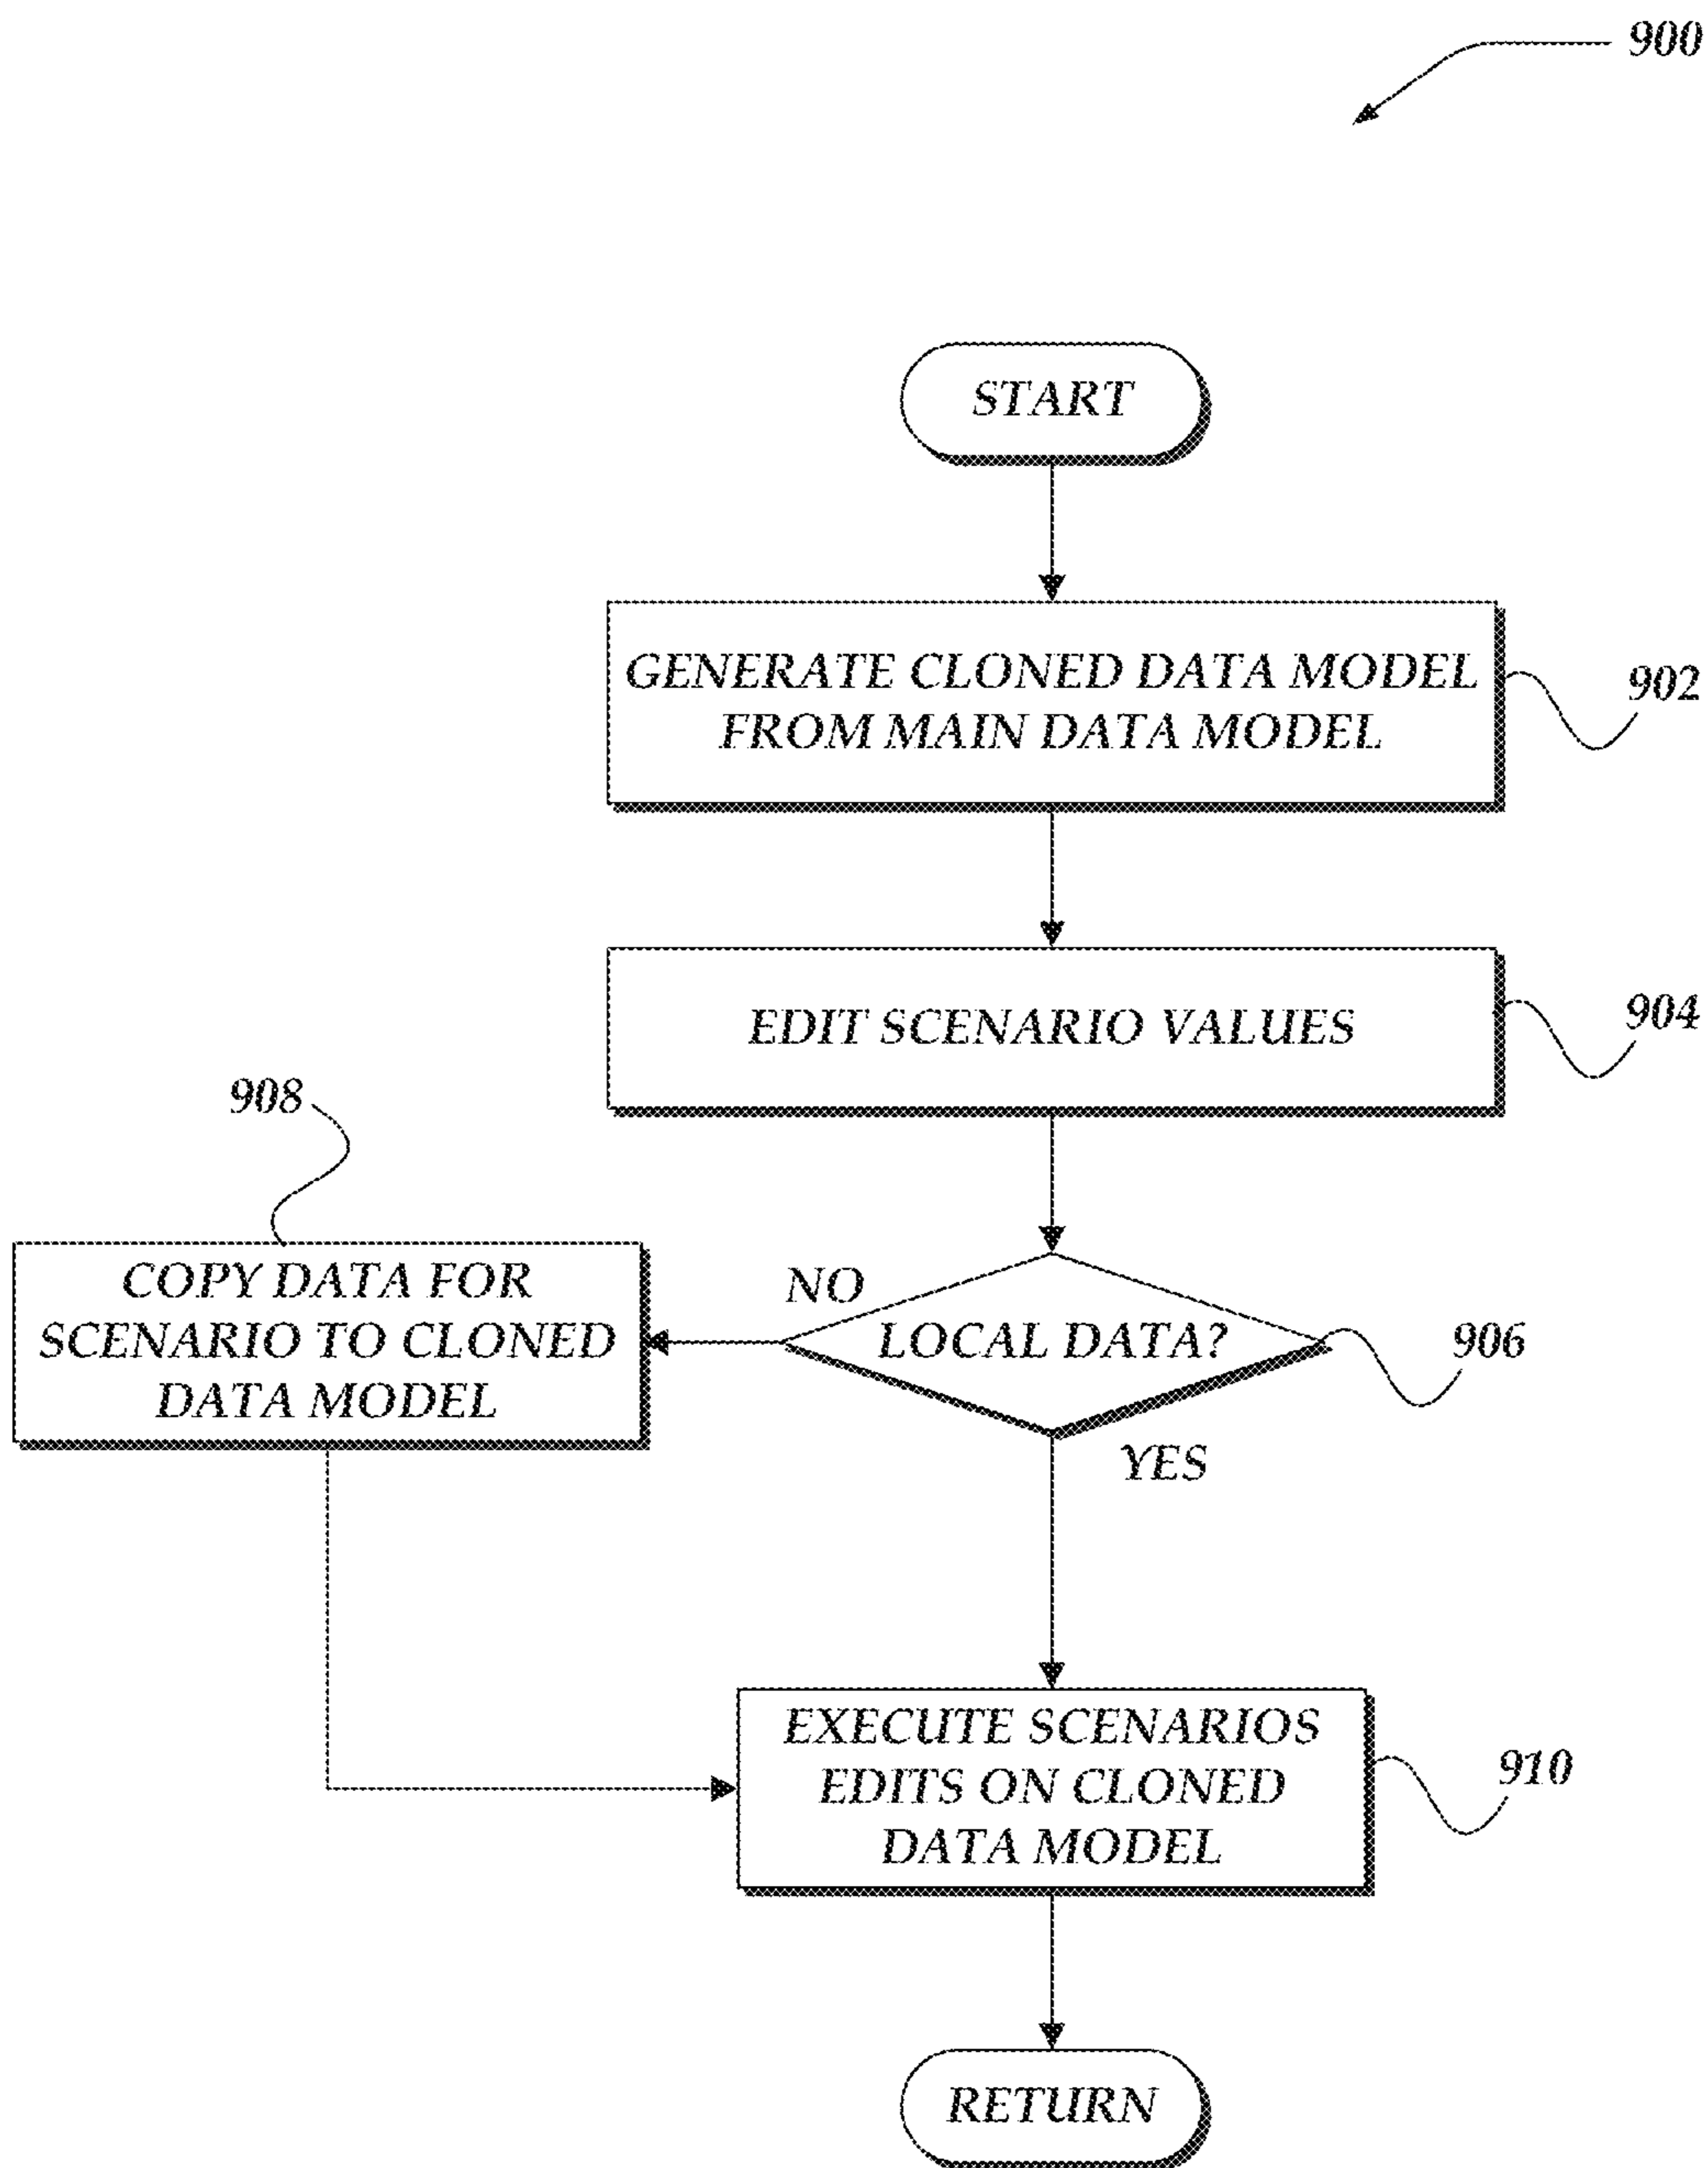 900
START
GENERATE CLONED DATA MODEL
FROM MAIN DATA MODEL
902
EDIT SCENARIO VALUES
904
908
COPY DATA FOR
SCENARIO TO CLONED
DATA MODEL
NO
LOCAL DATA?
906
YES
EXECUTE SCENARIOS
EDITS ON CLONED
DATA MODEL
910
RETURN